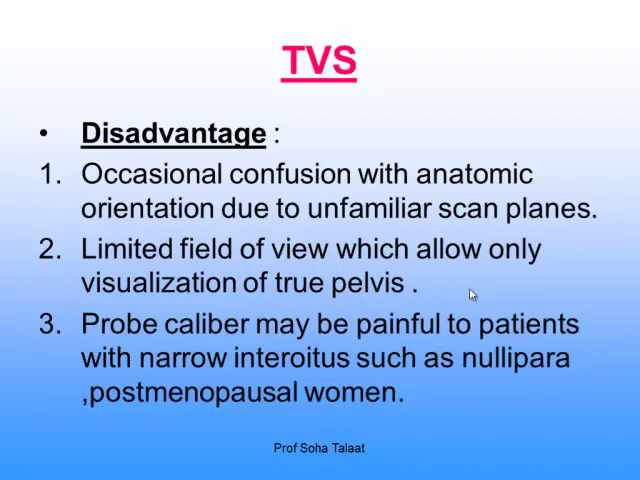 TVS
• Disadvantage :
1. Occasional confusion with anatomic
orientation due to unfamiliar scan planes.
2. Limited field of view which allow only
visualization of true pelvis .
3. Probe caliber may be painful to patients
with narrow interoitus such as nullipara
,postmenopausal women.
Prof Soha Talaat